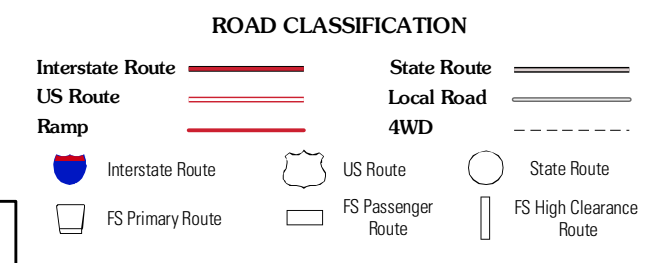 ROAD CLASSIFICATION
Interstate Route
State Route
US Route
Local Road
Ramp
4WD
Interstate Route
US Route
State Route
FS Primary Route
FS Passenger
Route
FS High Clearance
Route